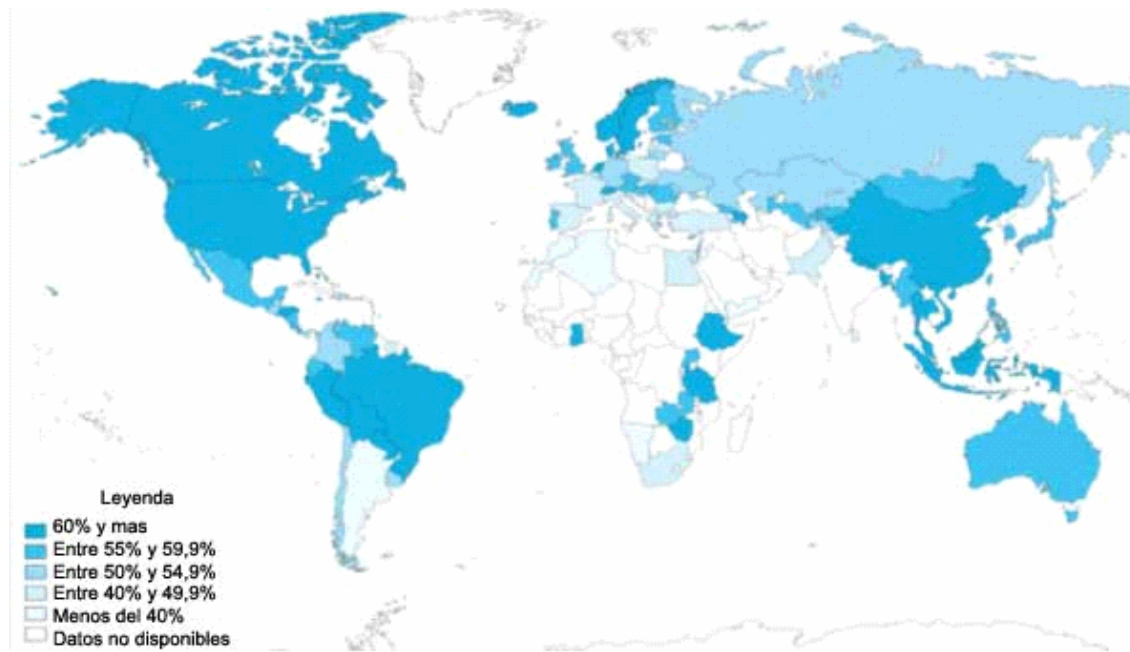 Leyenda
60% y mas
Entre 55% y 59,9%
Entre 50% y 54,9%
Entre 40% y 49,9%
Menos del 40%
Datos no disponibles